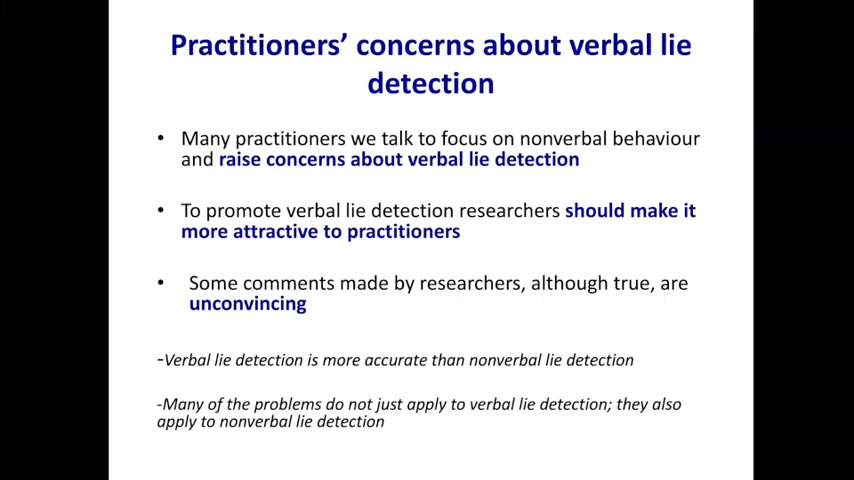 Practitioners’ concerns about verbal lie
detection
• Many practitioners we talk to focus on nonverbal behaviour
and raise concerns about verbal lie detection
• To promote verbal lie detection researchers should make it
more attractive to practitioners
• Some comments made by researchers, although true, are
unconvincing
-Verbal lie detection is more accurate than nonverbal lie detection
-Many of the problems do not just apply to verbal lie detection; they also
apply to nonverbal lie detection